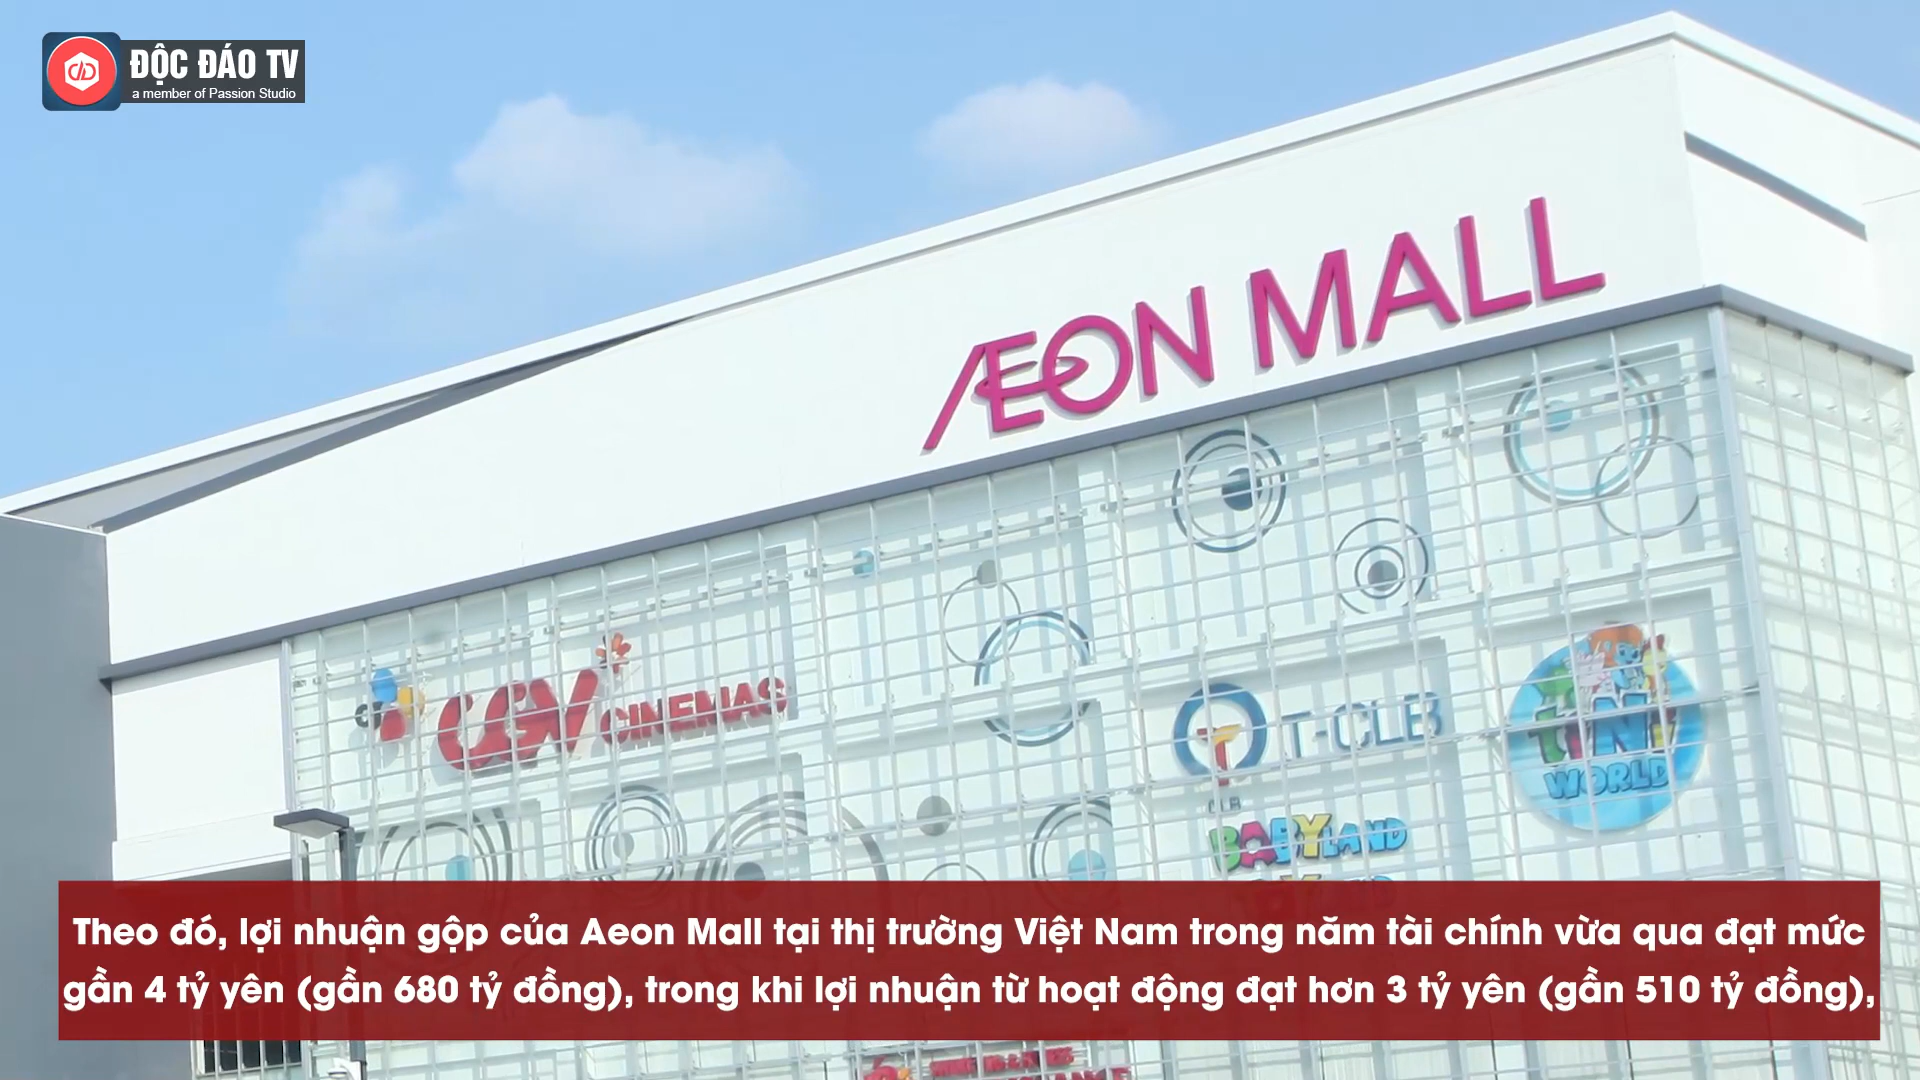 ĐỘC ĐÁO TV
a member of Passion Studio
ÆON MALL
CGV CINEMAS
T-CLB
tiNi
WORLD
CLB
BABYLAND
Theo đó, lợi nhuận gộp của Aeon Mall tại thị trường Việt Nam trong năm tài chính vừa qua đạt mức
gần 4 tỷ yên (gần 680 tỷ đồng), trong khi lợi nhuận từ hoạt động đạt hơn 3 tỷ yên (gần 510 tỷ đồng),